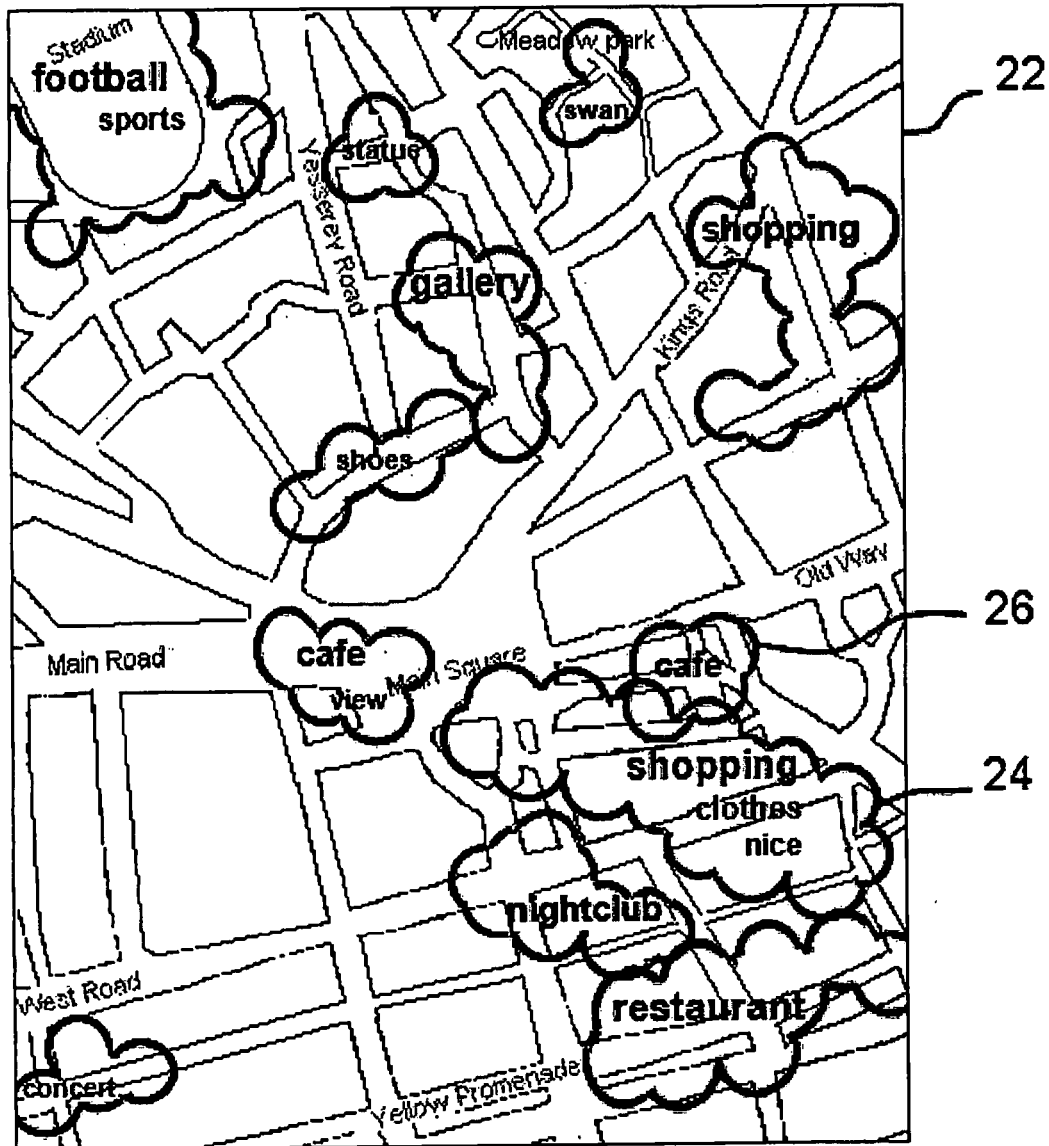 Stadium
football
sports
Meadow park
swan
22
statue
Yesserey Road
shopping
gallery
Kings Road
shoes
Old Way
26
Main Road
cafe
view
Main Square
cafe
shopping
24
clothes
nice
nightclub
West Road
restaurant
concert
Yellow Promenade